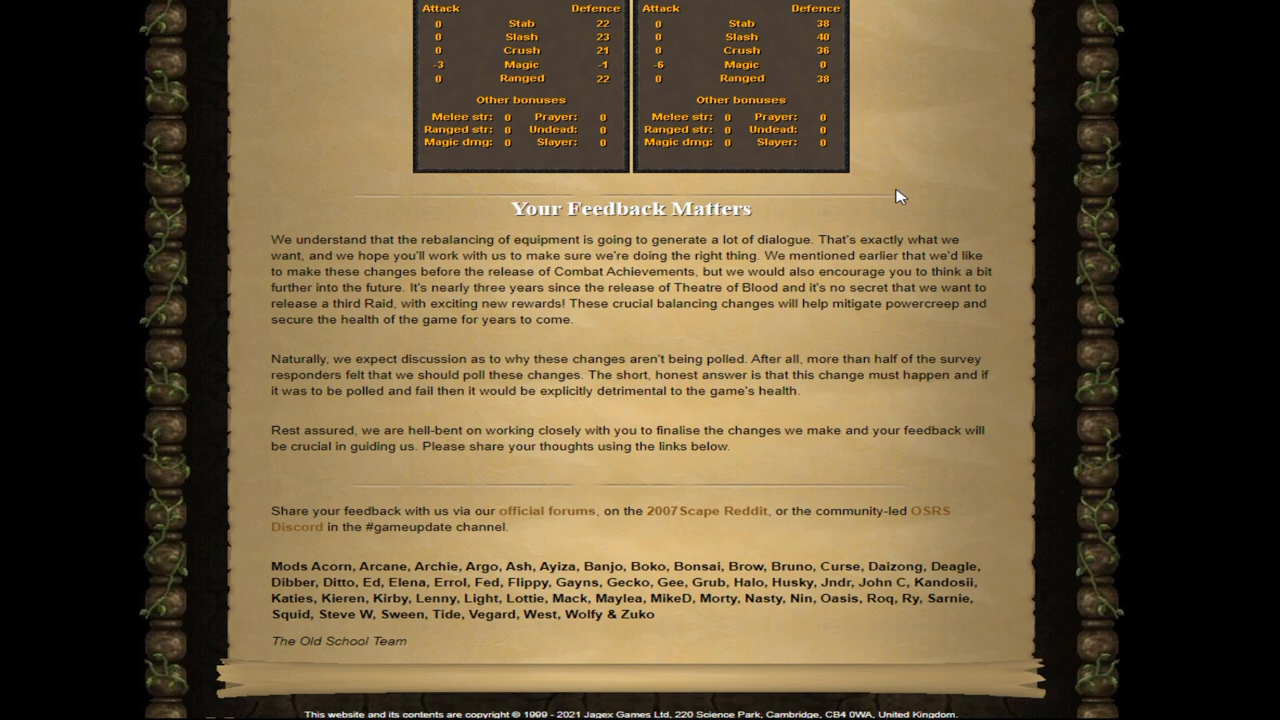 Attack Defence Attack Defence
0 Stab 22 0 Stab 38
0 Slash 23 0 Slash 40
0 Crush 21 0 Crush 36
-3 Magic -1 -6 Magic 0
0 Ranged 22 0 Ranged 38
Other bonuses Other bonuses
Melee str: 0 Prayer: 0 Melee str: 0 Prayer: 0
Ranged str: 0 Undead: 0 Ranged str: 0 Undead: 0
Magic dmg: 0 Slayer: 0 Magic dmg: 0 Slayer: 0
Your Feedback Matters
We understand that the rebalancing of equipment is going to generate a lot of dialogue. That's exactly what we
want, and we hope you'll work with us to make sure we're doing the right thing. We mentioned earlier that we'd like
to make these changes before the release of Combat Achievements, but we would also encourage you to think a bit
further into the future. It's nearly three years since the release of Theatre of Blood and it's no secret that we want to
release a third Raid, with exciting new rewards! These crucial balancing changes will help mitigate powercreep and
secure the health of the game for years to come.
Naturally, we expect discussion as to why these changes aren't being polled. After all, more than half of the survey
responders felt that we should poll these changes. The short, honest answer is that this change must happen and if
it was to be polled and fail then it would be explicitly detrimental to the game's health.
Rest assured, we are hell-bent on working closely with you to finalise the changes we make and your feedback will
be crucial in guiding us. Please share your thoughts using the links below.
Share your feedback with us via our official forums, on the 2007Scape Reddit, or the community-led OSRS
Discord in the #gameupdate channel.
Mods Acorn, Arcane, Archie, Argo, Ash, Ayiza, Banjo, Boko, Bonsai, Brow, Bruno, Curse, Daizong, Deagle,
Dibber, Ditto, Ed, Elena, Errol, Fed, Flippy, Gayns, Gecko, Gee, Grub, Halo, Husky, Jndr, John C, Kandosii,
Katies, Kieren, Kirby, Lenny, Light, Lottie, Mack, Maylea, MikeD, Morty, Nasty, Nin, Oasis, Roq, Ry, Sarnie,
Squid, Steve W, Sween, Tide, Vegard, West, Wolfy & Zuko
The Old School Team
This website and its contents are copyright © 1999 - 2021 Jagex Games Ltd, 220 Science Park, Cambridge, CB4 0WA, United Kingdom.